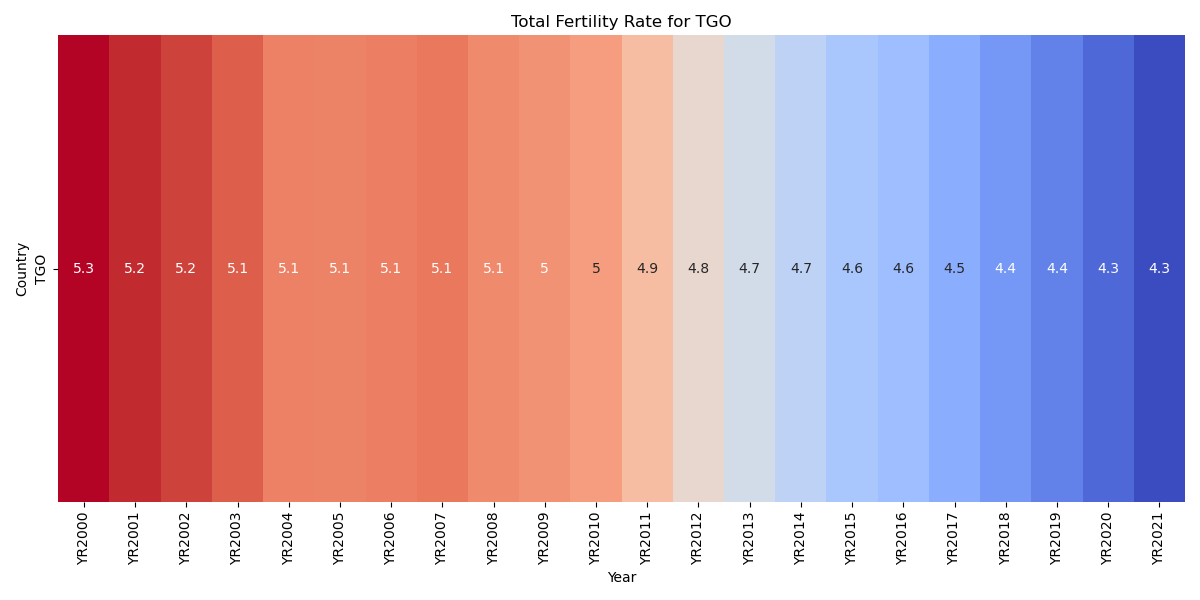 Total Fertility Rate for TGO
Country
TGO
5.3 5.2 5.2 5.1 5.1 5.1 5.1 5.1 5.1 5 5 4.9 4.8 4.7 4.7 4.6 4.6 4.5 4.4 4.4 4.3 4.3
YR2000 YR2001 YR2002 YR2003 YR2004 YR2005 YR2006 YR2007 YR2008 YR2009 YR2010 YR2011 YR2012 YR2013 YR2014 YR2015 YR2016 YR2017 YR2018 YR2019 YR2020 YR2021
Year